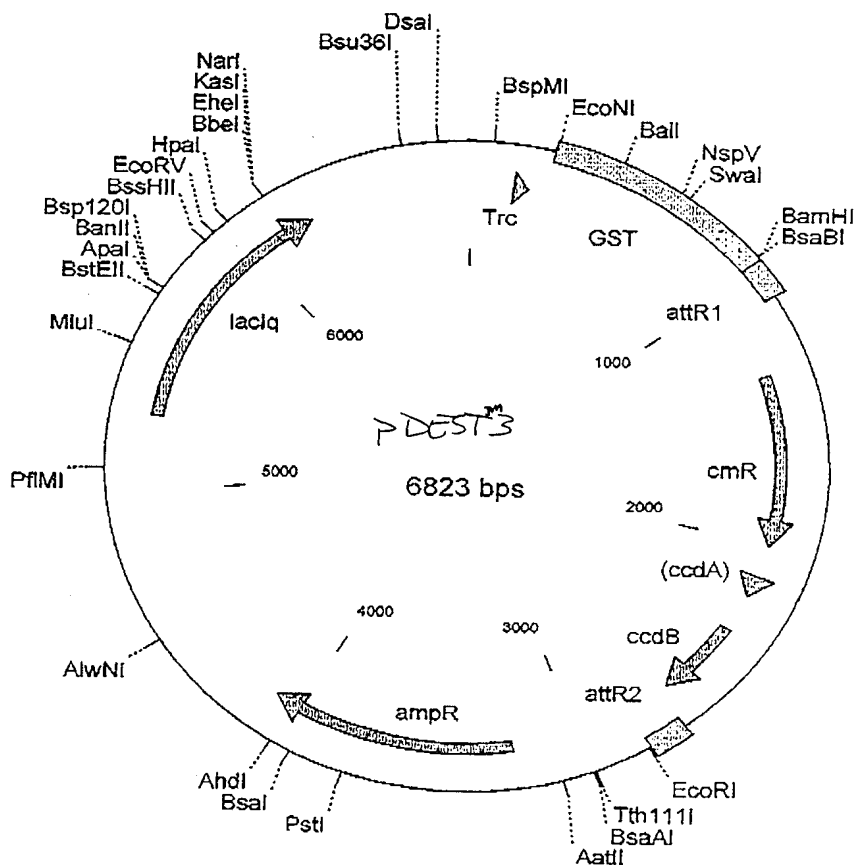 DsaI
Bsu36I
BspMI
NarI
KasI
EheI
BbeI
EcoNI
BalI
HpaI
EcoRV
BssHII
NspV
SwaI
Bsp120I
BanII
ApaI
BstEII
BamHI
BsaBI
MluI
Trc
GST
I
attR1
lacIq
6000
1000
pDEST™3
6823 bps
PflMI
5000
cmR
2000
(ccdA)
4000
3000
ccdB
AlwNI
attR2
ampR
AhdI
BsaI
PstI
EcoRI
Tth111I
BsaAI
AatII